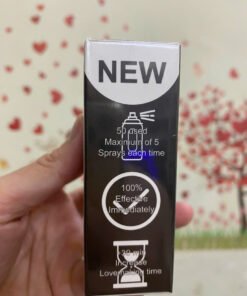 NEW
50 used
Maximum of 5
Sprays each time
100%
Effective
Immediately
Increase
Lovemaking time